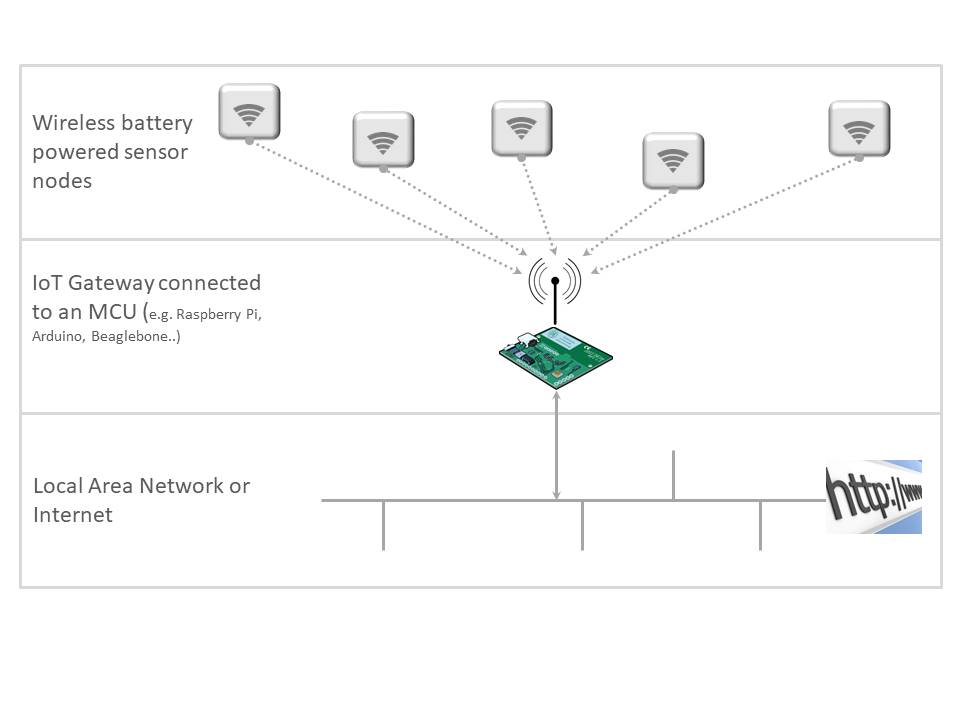 Wireless battery
powered sensor
nodes
IoT Gateway connected
to an MCU (e.g. Raspberry Pi,
Arduino, Beaglebone..)
Local Area Network or
Internet
http://www